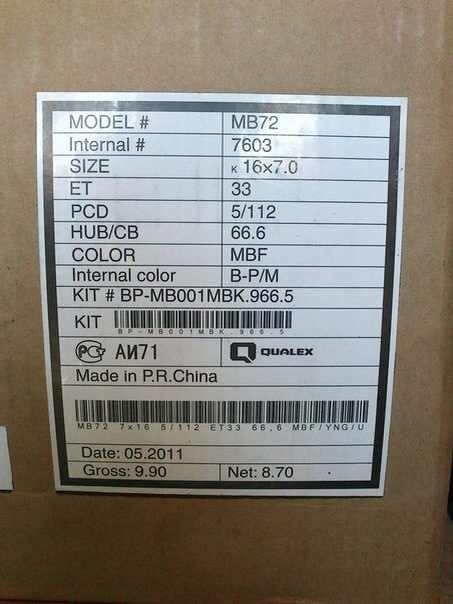 MODEL # MB72
Internal # 7603
SIZE к 16x7.0
ET 33
PCD 5/112
HUB/CB 66.6
COLOR MBF
Internal color B-P/M
KIT # BP-MB001MBK.966.5
KIT
BP-MB001MBK.966.5
РСТ АИ71 QUALEX
Made in P.R.China
MB72 7x16 5/112 ET33 66,6 MBF/YNG/U
Date: 05.2011
Gross: 9.90 Net: 8.70